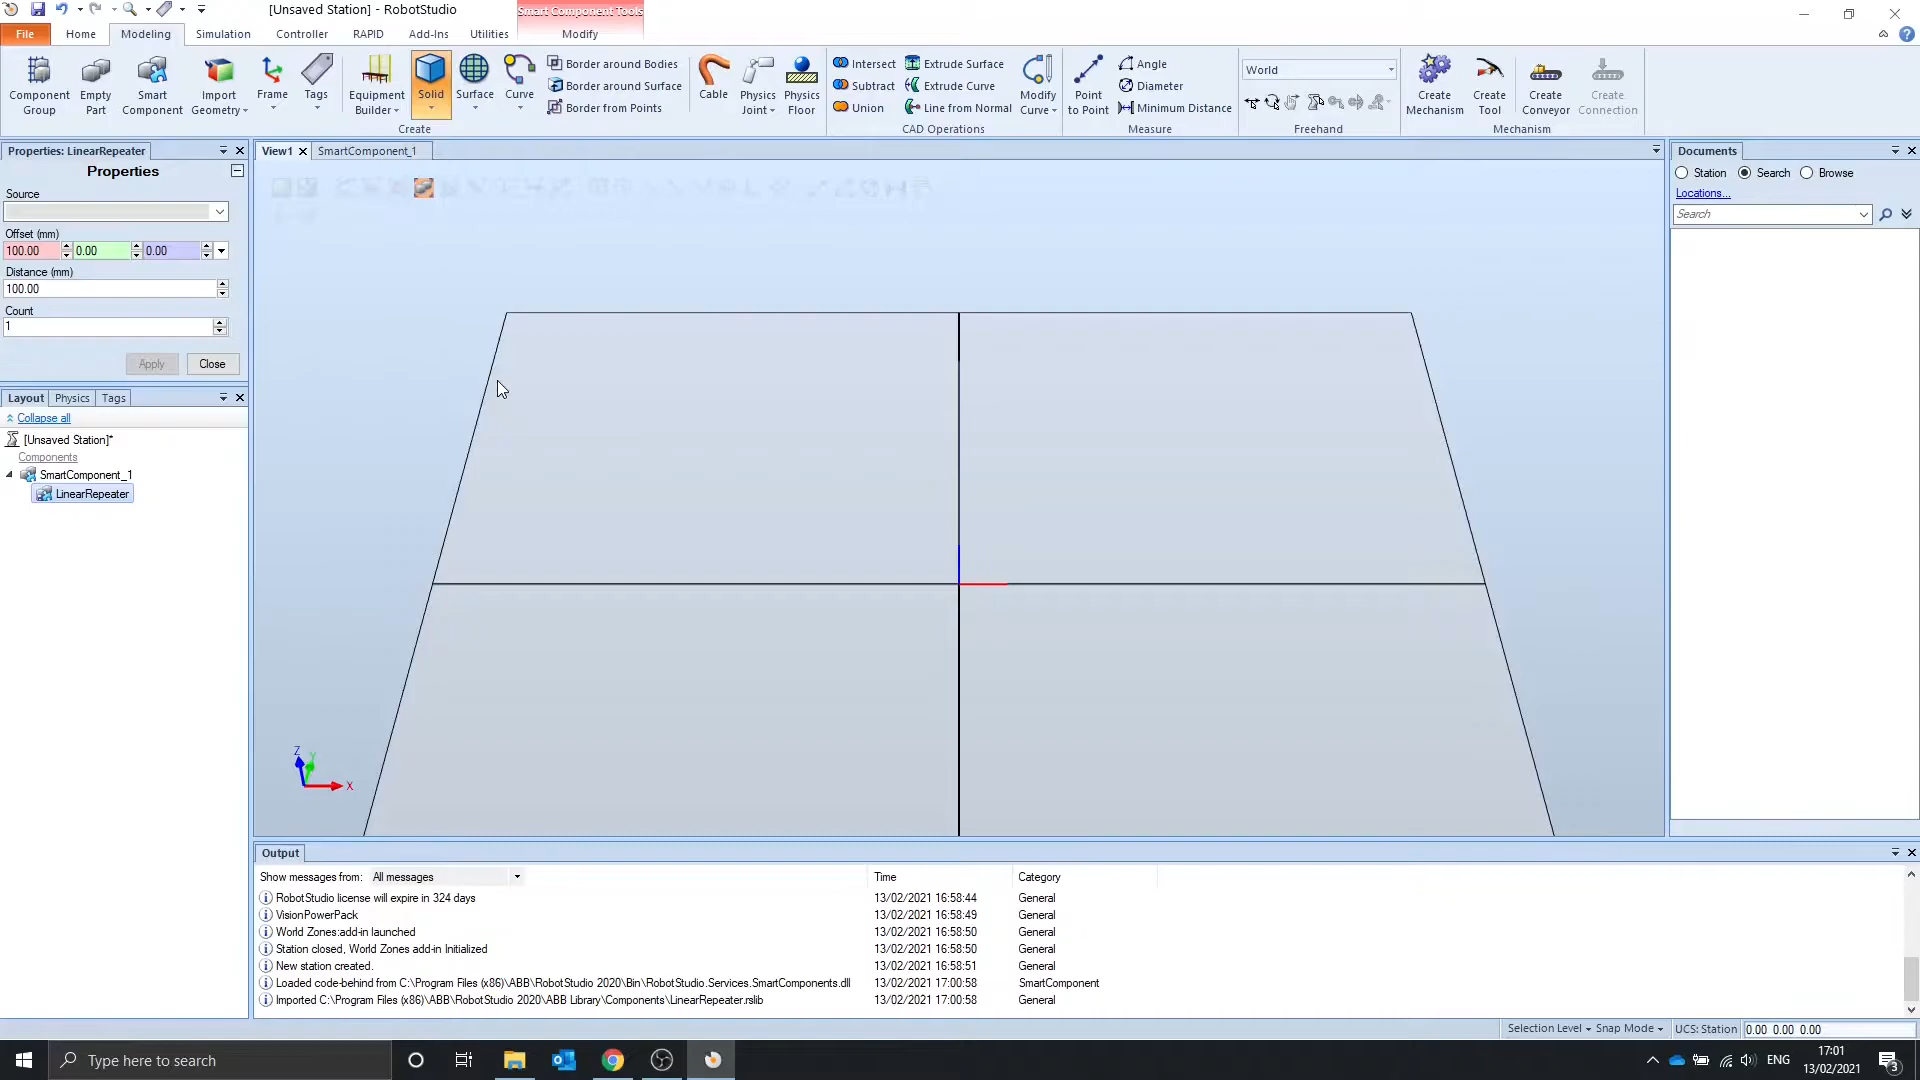 [Unsaved Station] - RobotStudio
Smart Component Tools
File Home Modeling Simulation Controller RAPID Add-Ins Utilities Modify
Component Group
Empty Part
Smart Component
Import Geometry
Frame
Tags
Equipment Builder
Solid
Surface
Curve
Border around Bodies
Border around Surface
Border from Points
Create
Cable
Physics Joint
Physics Floor
Intersect
Subtract
Union
Extrude Surface
Extrude Curve
Line from Normal
Modify Curve
CAD Operations
Point to Point
Angle
Diameter
Minimum Distance
Measure
World
Freehand
Create Mechanism
Create Tool
Create Conveyor
Create Connection
Mechanism
Properties: LinearRepeater
Properties
Source
Offset (mm)
100.00 0.00 0.00
Distance (mm)
100.00
Count
1
Apply Close
Layout Physics Tags
Collapse all
[Unsaved Station]*
Components
SmartComponent_1
LinearRepeater
View1 SmartComponent_1
Z Y X
Documents
Station Search Browse
Locations...
Search
Output
Show messages from: All messages Time Category
RobotStudio license will expire in 324 days 13/02/2021 16:58:44 General
VisionPowerPack 13/02/2021 16:58:49 General
World Zones:add-in launched 13/02/2021 16:58:50 General
Station closed, World Zones add-in Initialized 13/02/2021 16:58:50 General
New station created. 13/02/2021 16:58:51 General
Loaded code-behind from C:\Program Files (x86)\ABB\RobotStudio 2020\Bin\RobotStudio.Services.SmartComponents.dll 13/02/2021 17:00:58 SmartComponent
Imported C:\Program Files (x86)\ABB\RobotStudio 2020\ABB Library\Components\LinearRepeater.rslib 13/02/2021 17:00:58 General
Selection Level Snap Mode UCS: Station 0.00 0.00 0.00
Type here to search
ENG
17:01
13/02/2021
3